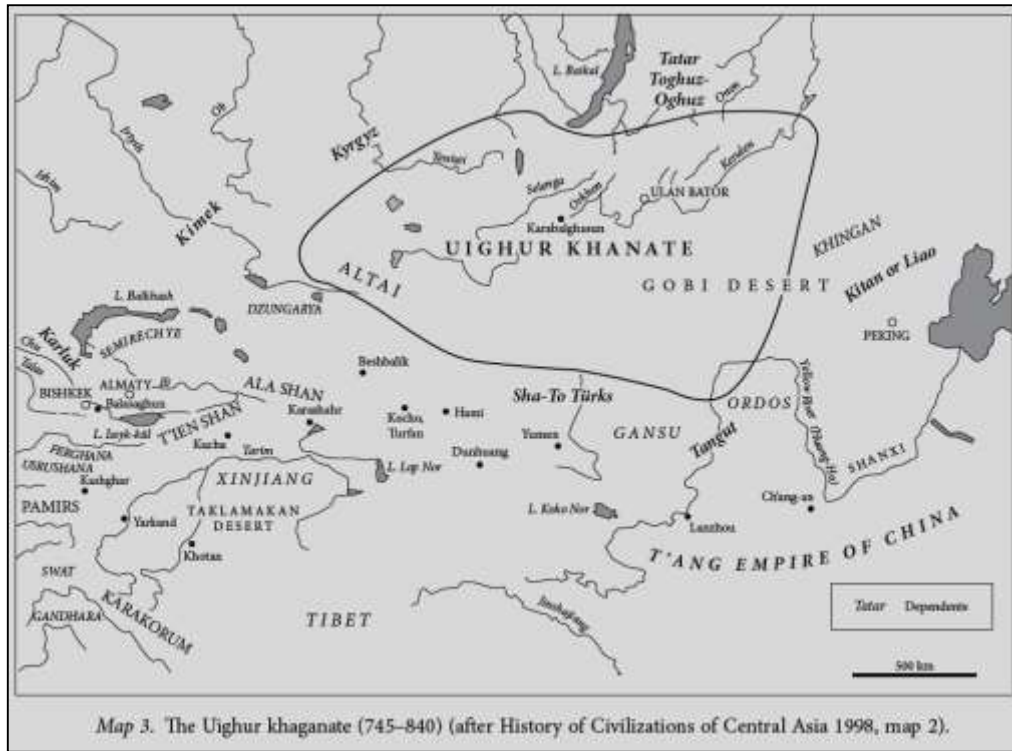 L. Baikal
Tatar
Toghuz-
Oghuz
Onon
Ob
Irtysh
Ishim
Kyrgyz
Yenisei
Kerulen
Selenga
Orkhon
ULAN BATOR
Karabalghasun
Kimek
UIGHUR KHANATE
KHINGAN
ALTAI
GOBI DESERT
Kitan or Liao
DZUNGARYA
L. Balkhash
PEKING
SEMIRECHYE
Karluk
Chu
Talas
Beshbalik
ALMATY
Ili
BISHKEK
Balasaghun
ALA SHAN
Karashahr
Sha-To Türks
Yellow River (Huang-Ho)
ORDOS
Kocho,
Turfan
Hami
L. Issyk-kül
T'IEN SHAN
Kucha
GANSU
Tangut
Yumen
SHANXI
FERGHANA
USRUSHANA
Tarim
L. Lop Nor
Dunhuang
Kashghar
XINJIANG
PAMIRS
TAKLAMAKAN
DESERT
Yarkand
L. Koko Nor
Ch'ang-an
Lanzhou
Khotan
T'ANG EMPIRE OF CHINA
SWAT
GANDHARA
KARAKORUM
TIBET
Jinshajiang
Tatar Dependents
500 km
Map 3. The Uighur khaganate (745–840) (after History of Civilizations of Central Asia 1998, map 2).